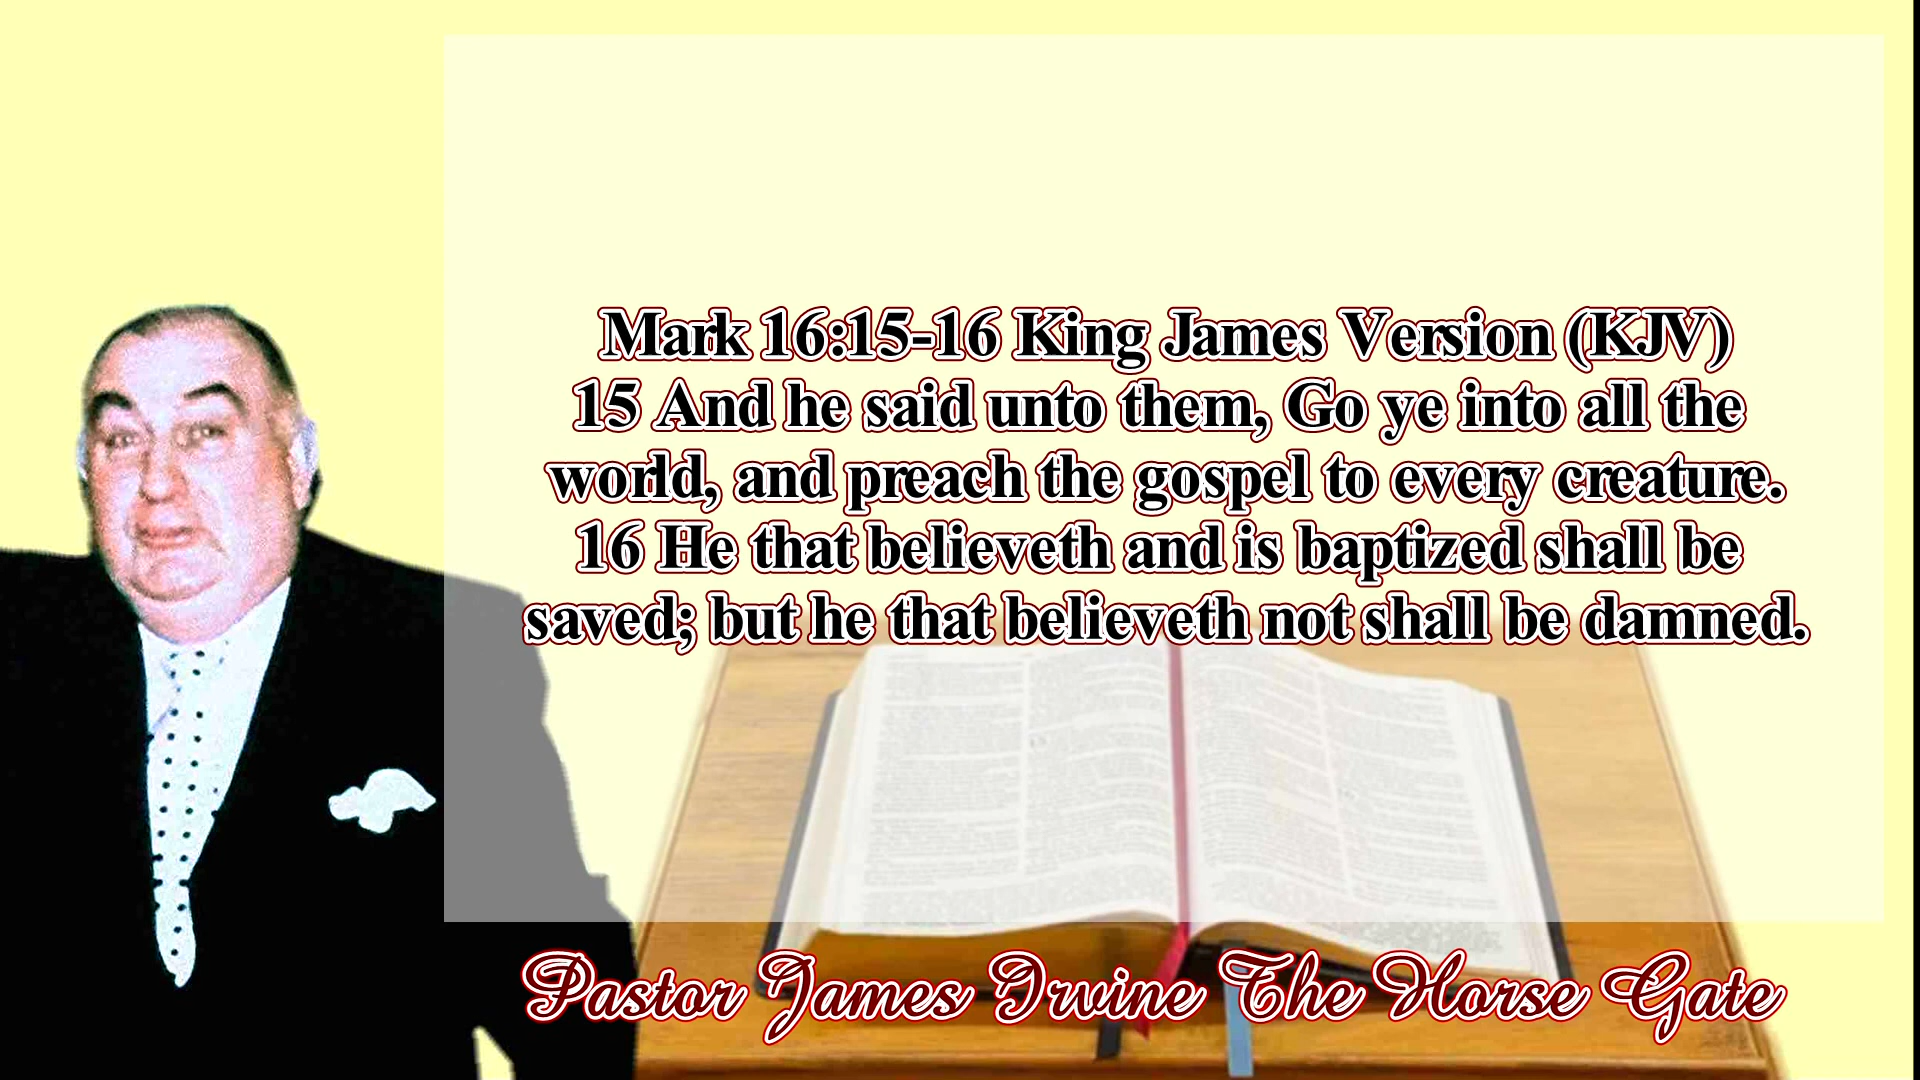 Mark 16:15-16 King James Version (KJV)
15 And he said unto them, Go ye into all the
world, and preach the gospel to every creature.
16 He that believeth and is baptized shall be
saved; but he that believeth not shall be damned.
Pastor James Irvine The Horse Gate